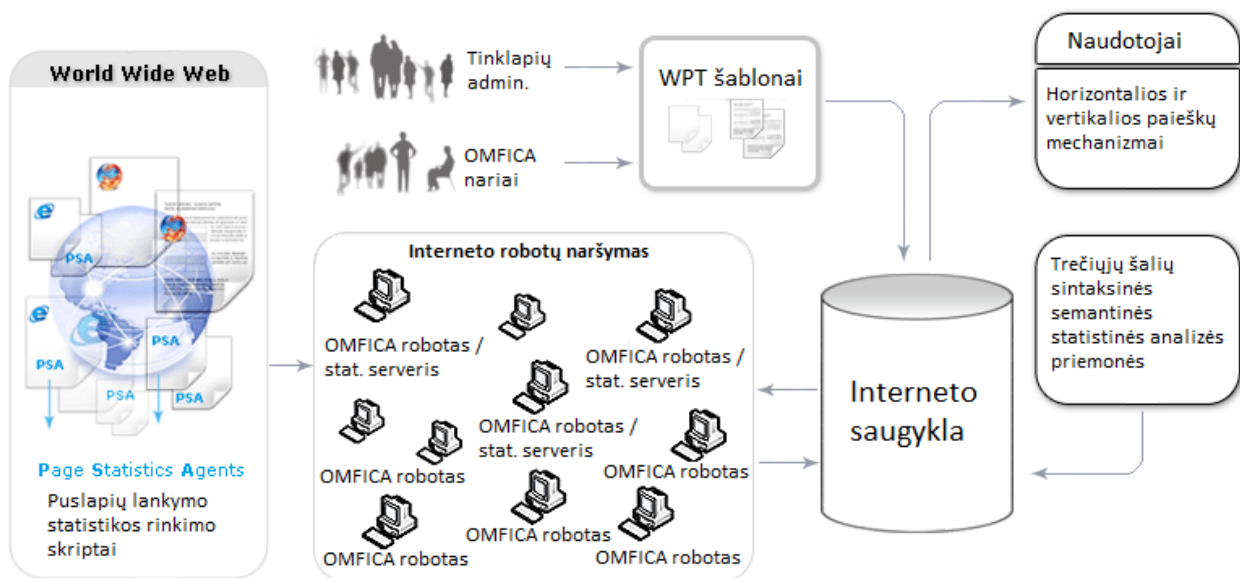 World Wide Web
PSA
PSA
PSA
PSA
PSA
Page Statistics Agents
Puslapių lankymo
statistikos rinkimo
skriptai
Tinklapių
admin.
OMFICA
nariai
WPT šablonai
Interneto robotų naršymas
OMFICA robotas /
stat. serveris
OMFICA robotas /
stat. serveris
OMFICA robotas /
stat. serveris
OMFICA robotas
OMFICA robotas
OMFICA robotas
OMFICA robotas
OMFICA robotas
Interneto
saugykla
Naudotojai
Horizontalios ir
vertikalios paieškų
mechanizmai
Trečiųjų šalių
sintaksinės
semantinės
statistinės analizės
priemonės